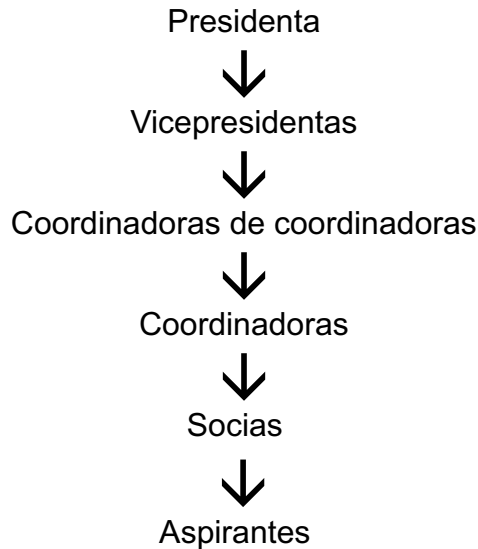 Presidenta
Vicepresidentas
Coordinadoras de coordinadoras
Coordinadoras
Socias
Aspirantes